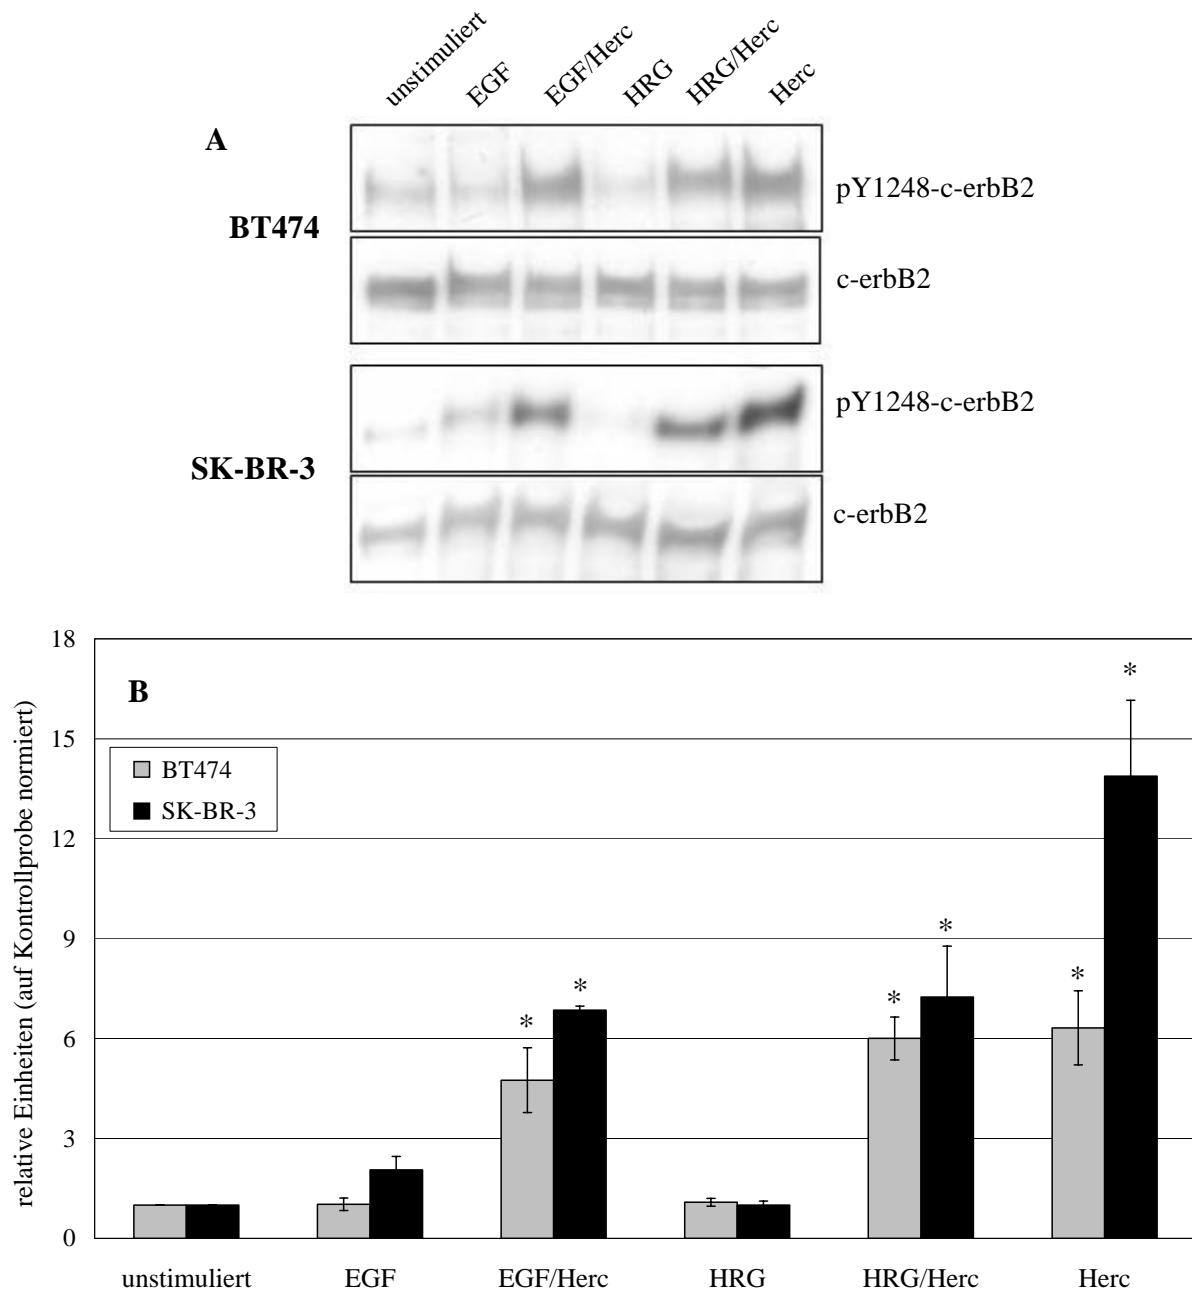 unstimuliert
EGF
EGF/Herc
HRG
HRG/Herc
Herc
A
BT474
pY1248-c-erbB2
c-erbB2
SK-BR-3
pY1248-c-erbB2
c-erbB2
relative Einheiten (auf Kontrollprobe normiert)
18
15
12
9
6
3
0
B
BT474
SK-BR-3
*
*
*
*
*
*
unstimuliert
EGF
EGF/Herc
HRG
HRG/Herc
Herc